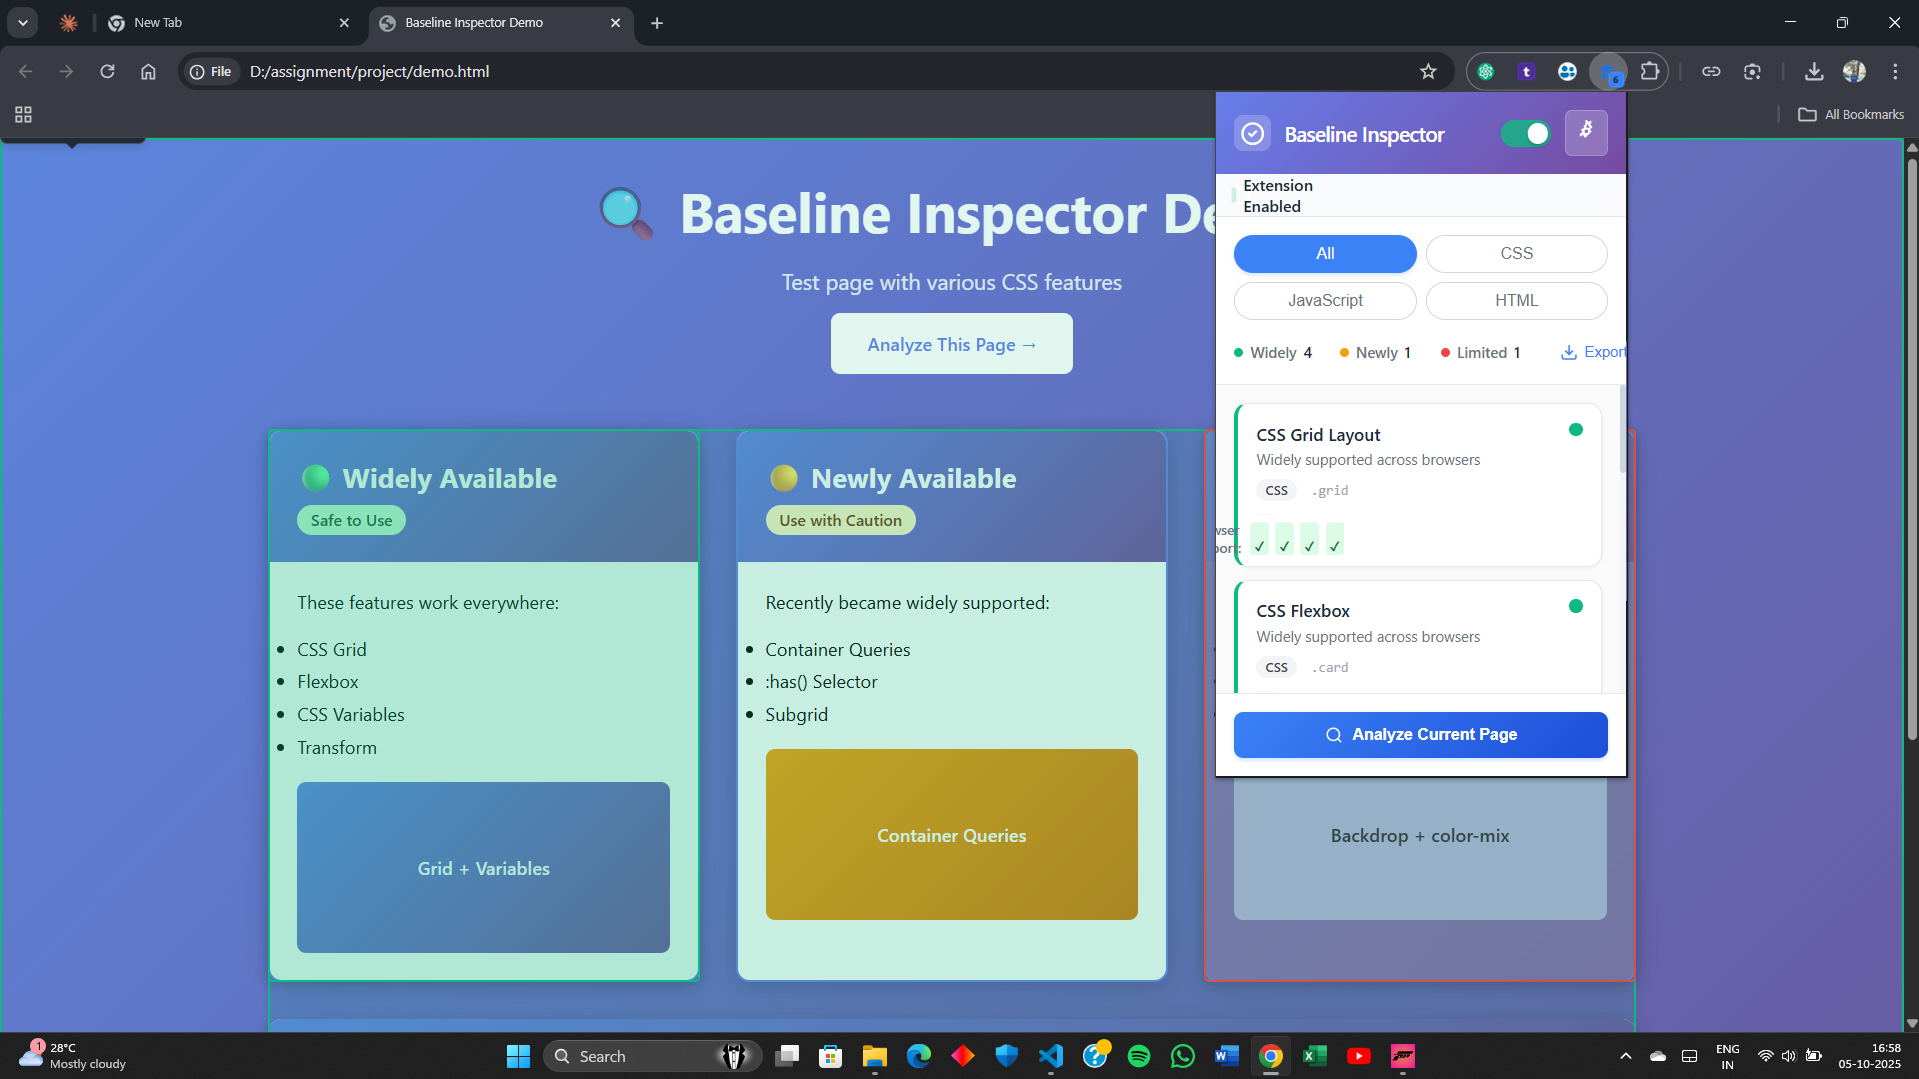 New Tab
Baseline Inspector Demo
File
D:/assignment/project/demo.html
t
6
All Bookmarks
Baseline Inspector De
Test page with various CSS features
Analyze This Page →
Widely Available
Safe to Use
These features work everywhere:
CSS Grid
Flexbox
CSS Variables
Transform
Grid + Variables
Newly Available
Use with Caution
Recently became widely supported:
Container Queries
:has() Selector
Subgrid
Container Queries
Backdrop + color-mix
Baseline Inspector
Extension
Enabled
All
CSS
JavaScript
HTML
Widely 4
Newly 1
Limited 1
Export
CSS Grid Layout
Widely supported across browsers
CSS .grid
wser
port:
✓ ✓ ✓ ✓
CSS Flexbox
Widely supported across browsers
CSS .card
Analyze Current Page
1
28°C
Mostly cloudy
Search
ENG
IN
16:58
05-10-2025